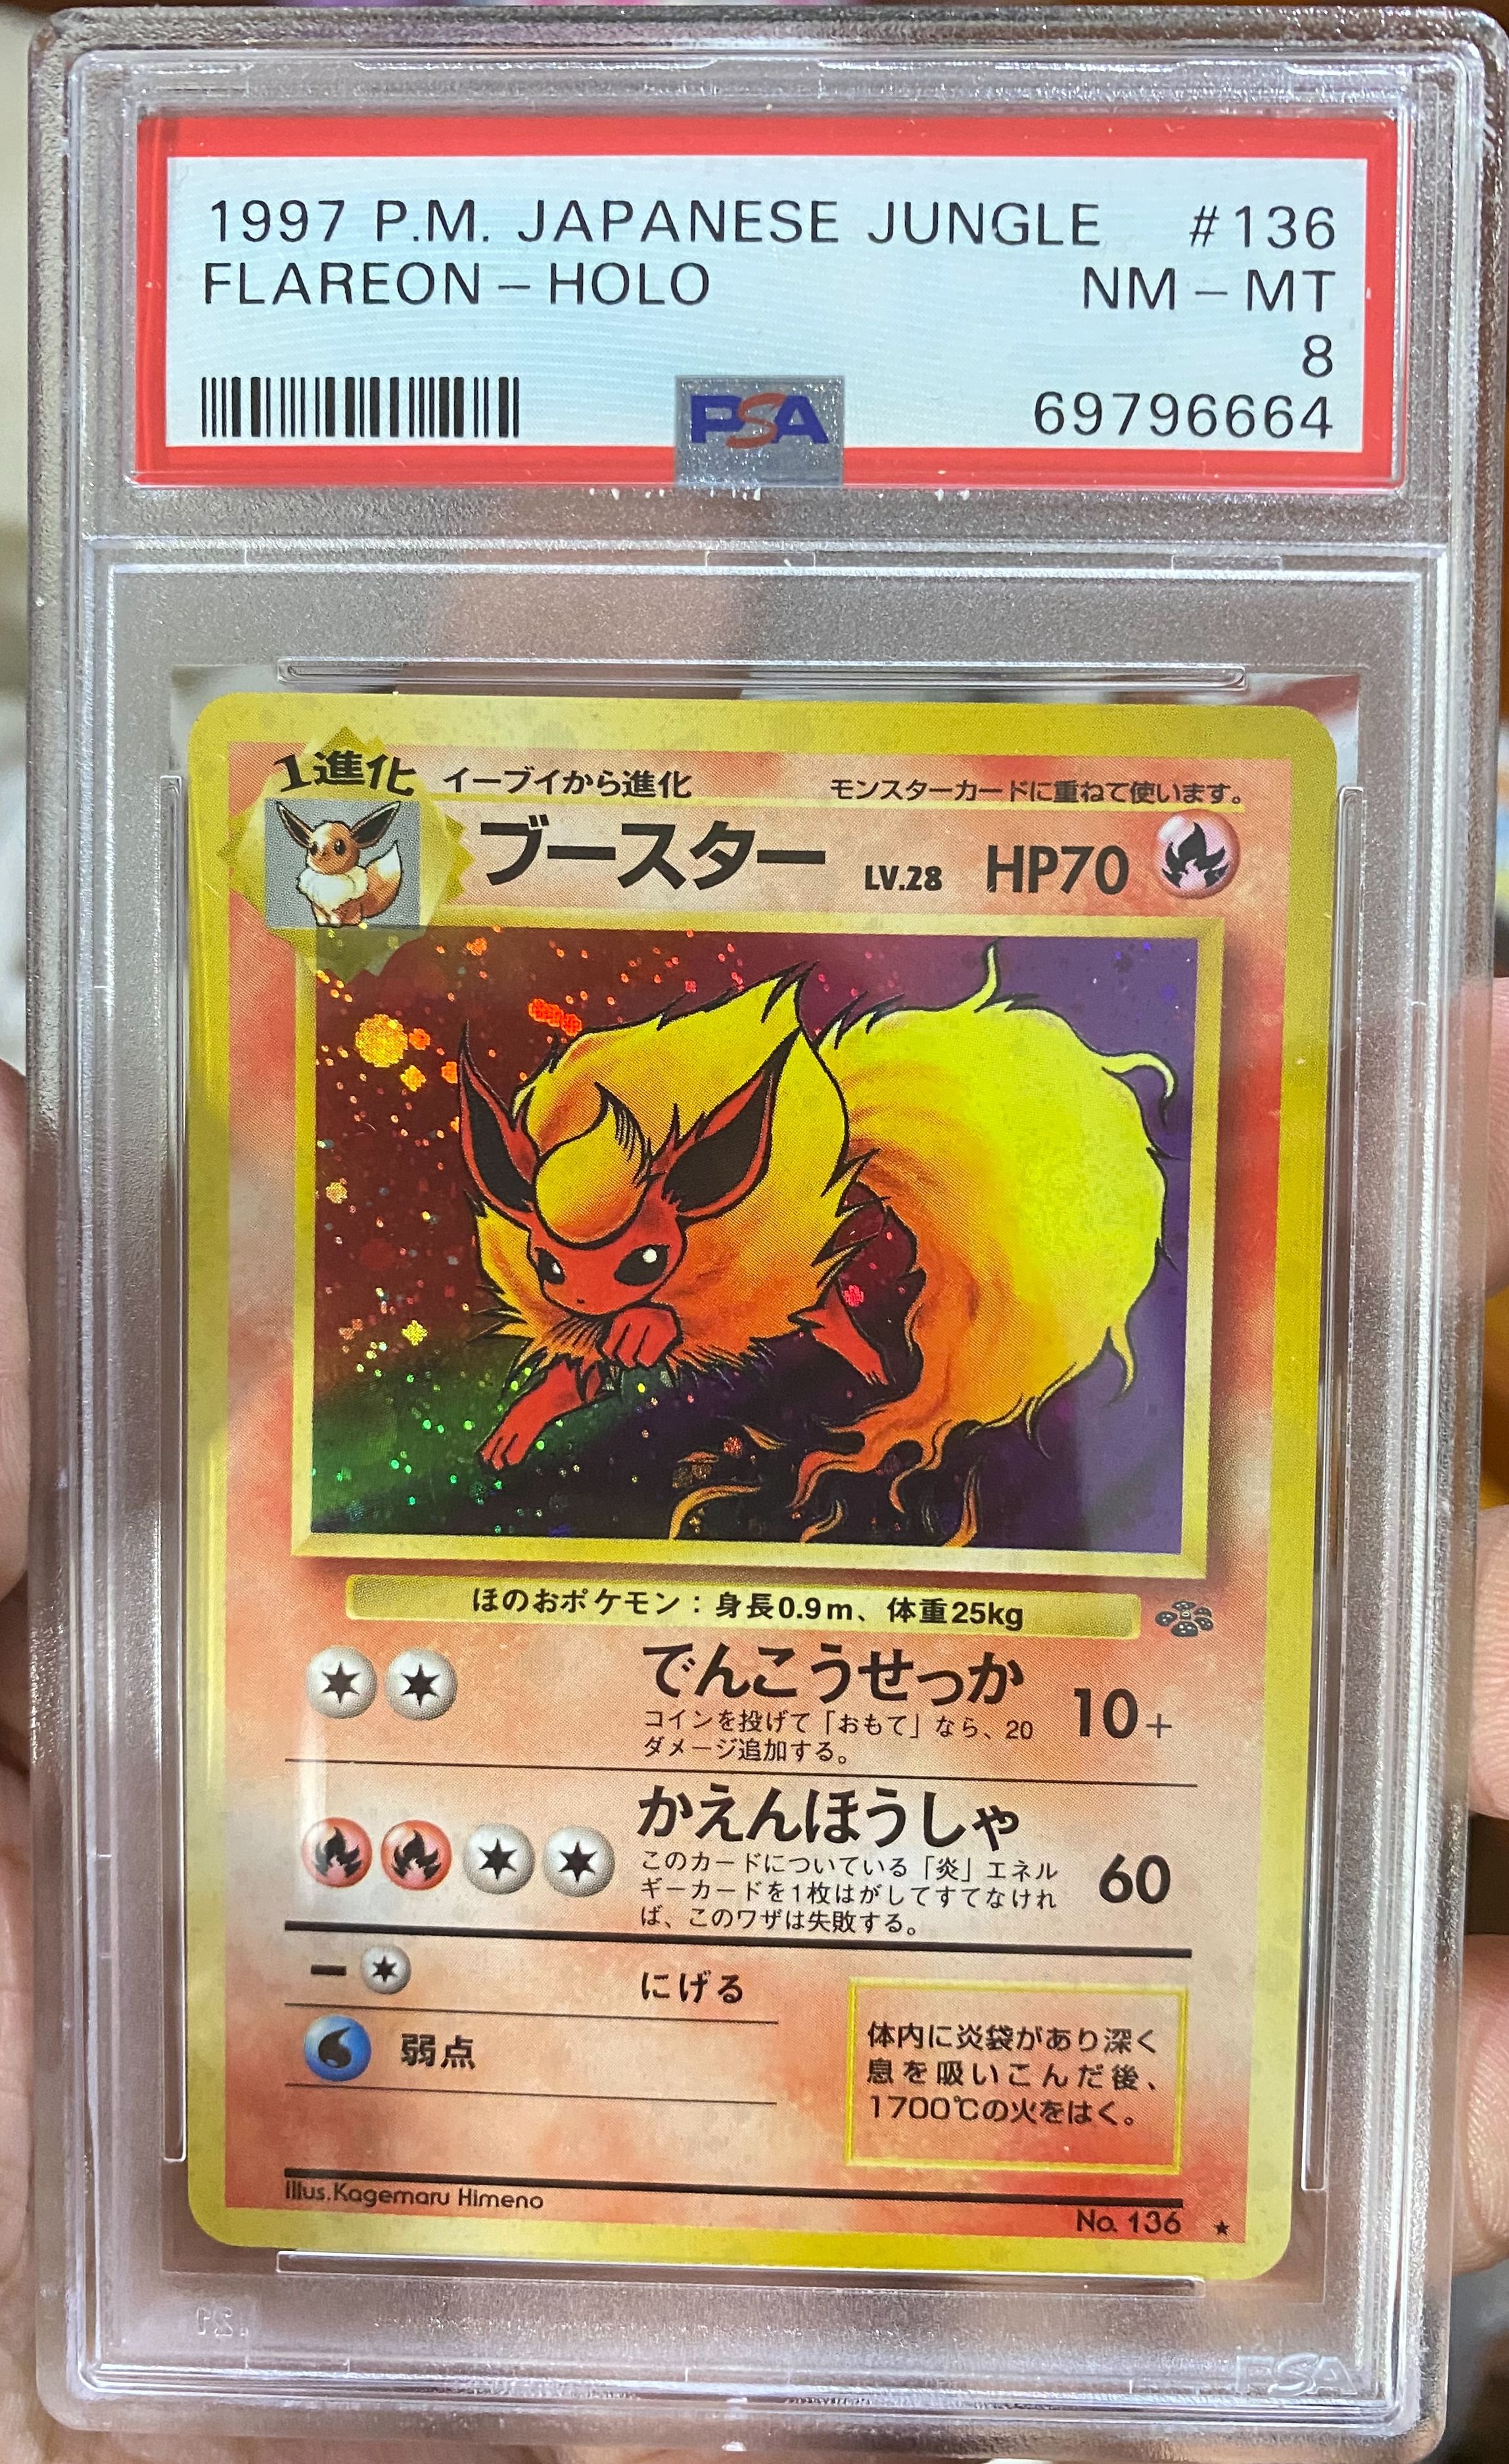 1997 P.M. JAPANESE JUNGLE #136
FLAREON - HOLO NM - MT
8
PSA 69796664
1進化 イーブイから進化 モンスターカードに重ねて使います。
ブースター LV.28 HP70
ほのおポケモン：身長0.9m、体重25kg
でんこうせっか 10+
コインを投げて「おもて」なら、20
ダメージ追加する。
かえんほうしゃ 60
このカードについている「炎」エネル
ギーカードを1枚はがしてすてなけれ
ば、このワザは失敗する。
にげる
弱点
体内に炎袋があり深く
息を吸いこんだ後、
1700℃の火をはく。
Illus.Kagemaru Himeno
No. 136 ★
PSA